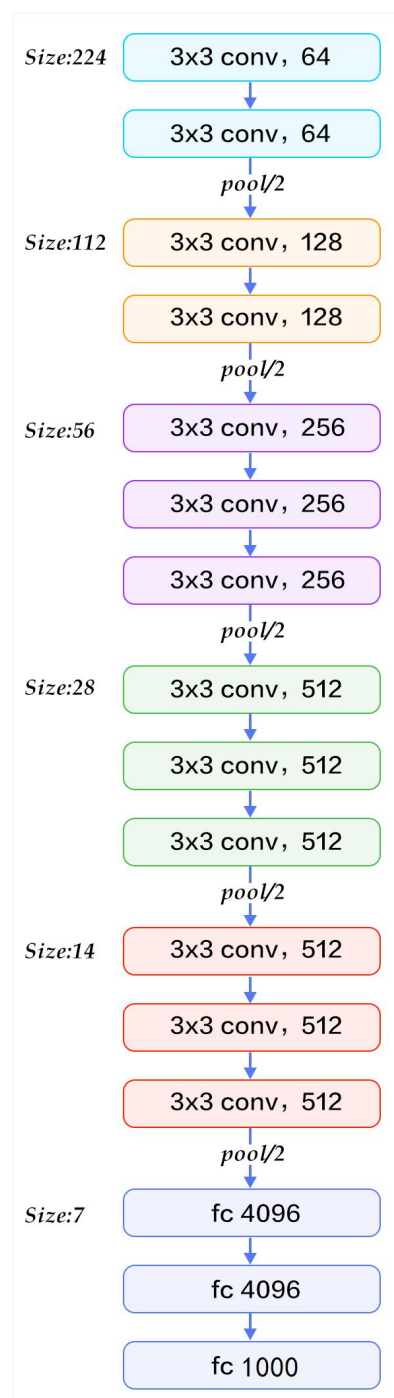 Size:224 3x3 conv, 64
3x3 conv, 64
pool/2
Size:112 3x3 conv, 128
3x3 conv, 128
pool/2
Size:56 3x3 conv, 256
3x3 conv, 256
3x3 conv, 256
pool/2
Size:28 3x3 conv, 512
3x3 conv, 512
3x3 conv, 512
pool/2
Size:14 3x3 conv, 512
3x3 conv, 512
3x3 conv, 512
pool/2
Size:7 fc 4096
fc 4096
fc 1000